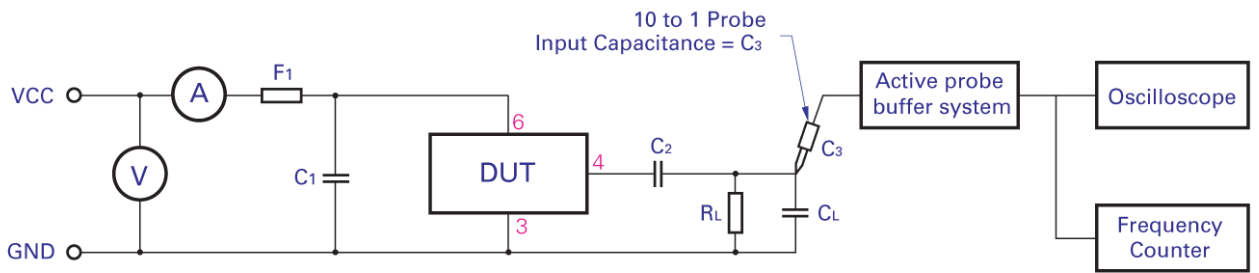 10 to 1 Probe
Input Capacitance = C3
VCC
A
F1
Active probe
buffer system
Oscilloscope
6
V
C1
DUT
4
C2
C3
3
RL
CL
GND
Frequency
Counter